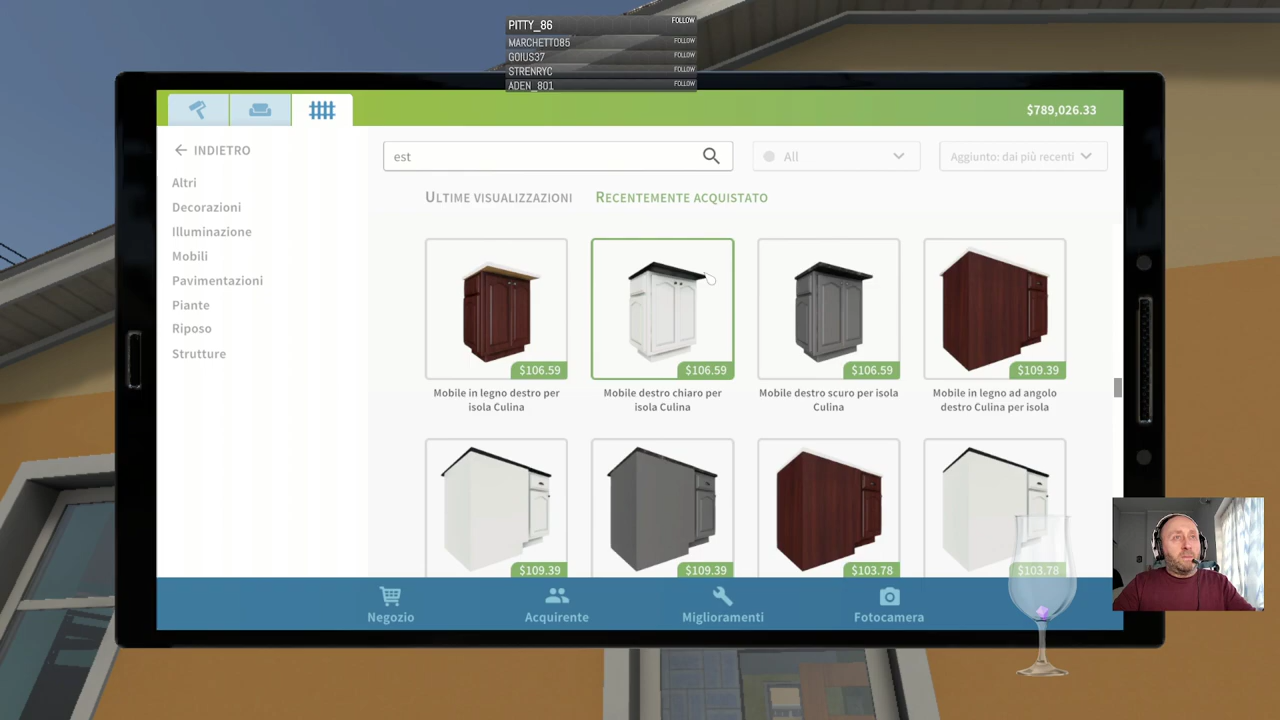 PITTY_86 FOLLOW
MARCHETTO85 FOLLOW
GOIUS37 FOLLOW
STRENRYC FOLLOW
ADEN_801 FOLLOW
$789,026.33
INDIETRO
est
All
Aggiunto: dai più recenti
Altri
Decorazioni
Illuminazione
Mobili
Pavimentazioni
Piante
Riposo
Strutture
ULTIME VISUALIZZAZIONI
RECENTEMENTE ACQUISTATO
$106.59
$106.59
$106.59
$109.39
Mobile in legno destro per
isola Culina
Mobile destro chiaro per
isola Culina
Mobile destro scuro per isola
Culina
Mobile in legno ad angolo
destro Culina per isola
$109.39
$109.39
$103.78
$103.78
Negozio
Acquirente
Miglioramenti
Fotocamera